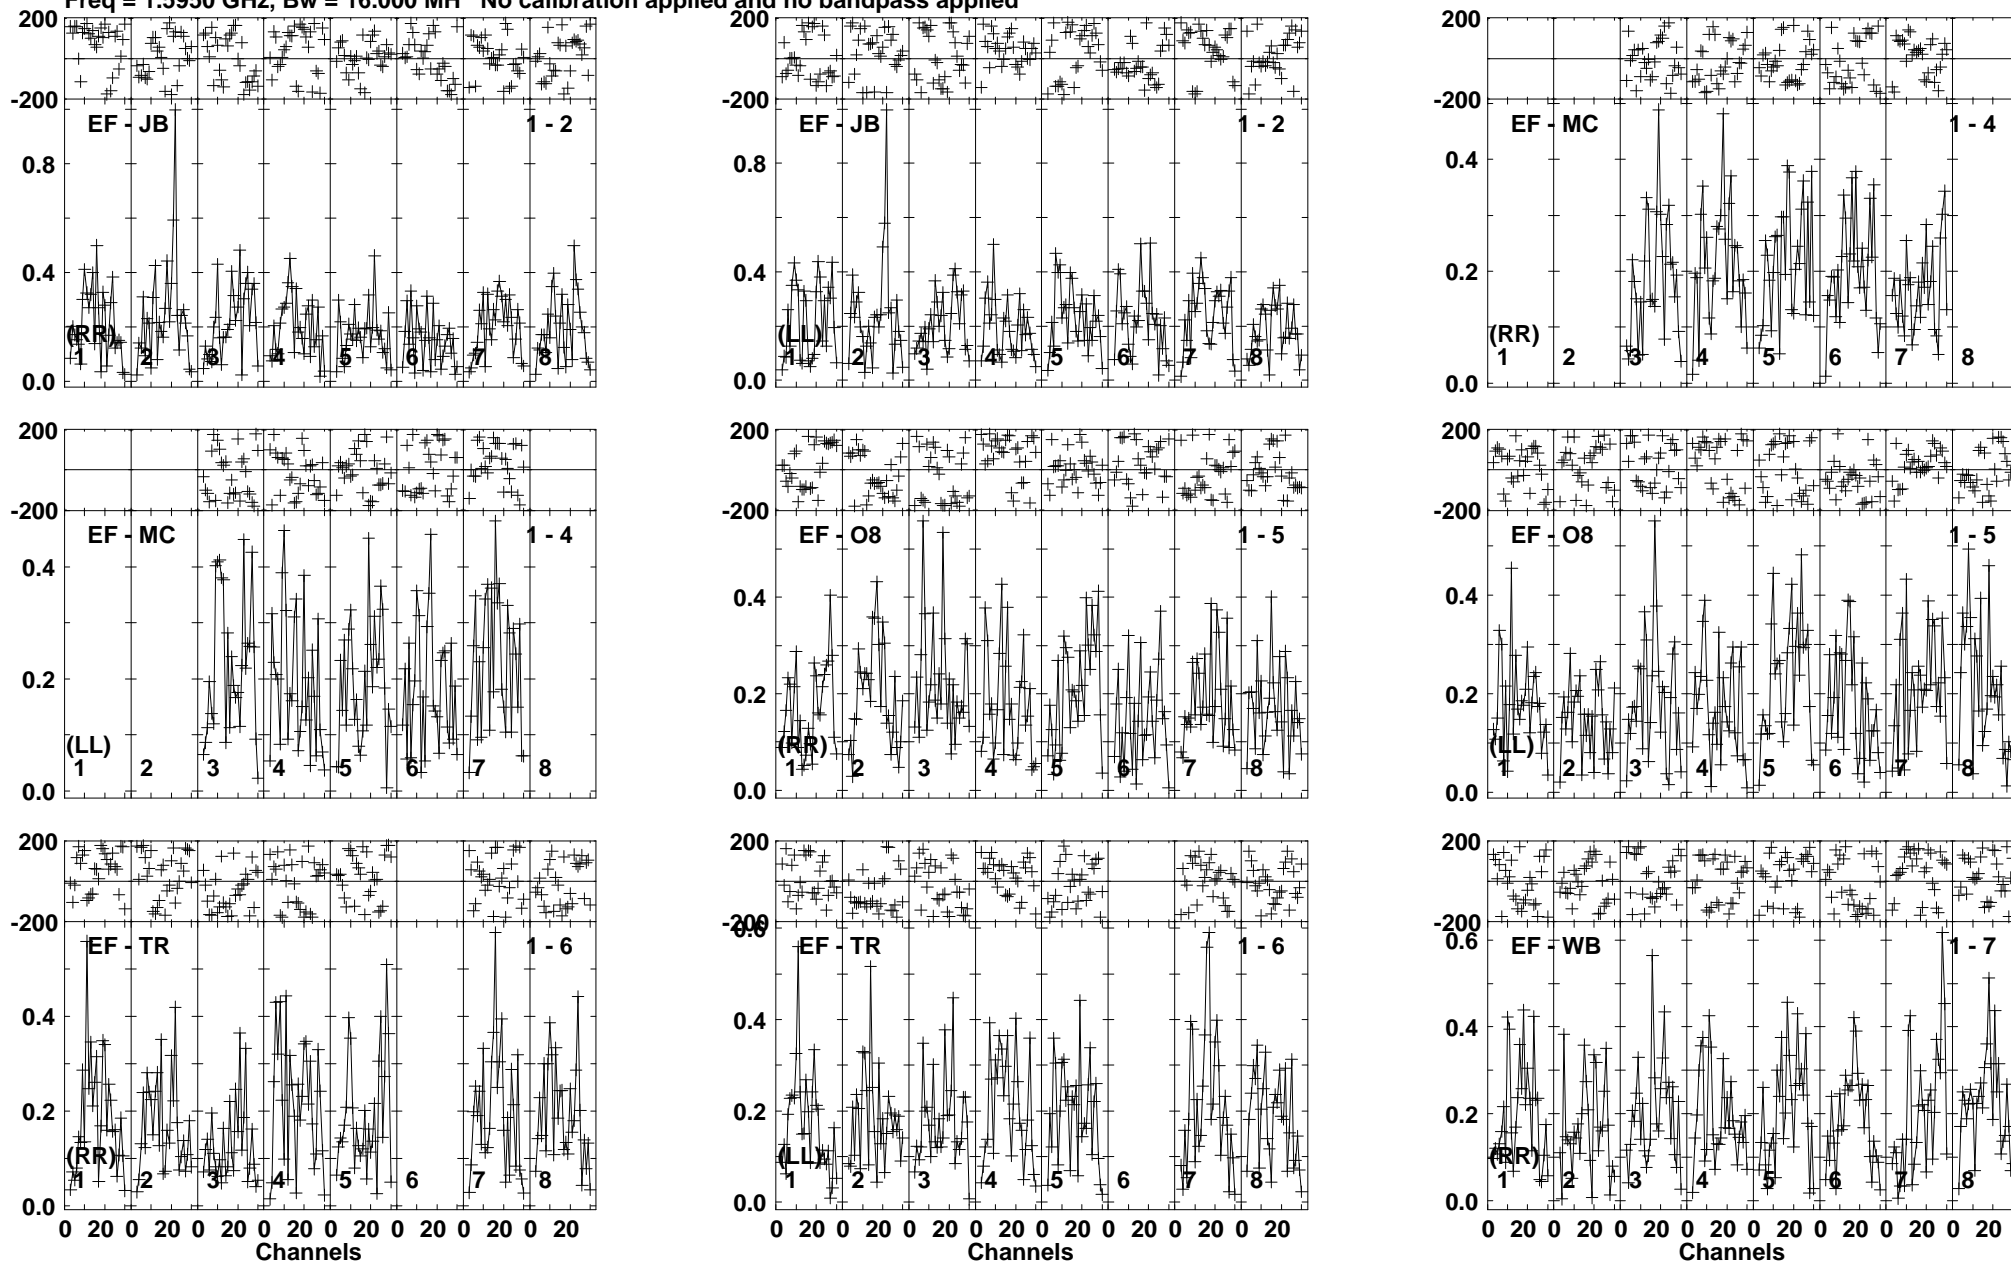 Freq = 1.5950 GHz, Bw = 16.000 MH No calibration applied and no bandpass applied
200 200 200
-200 -200 -200
EF - JB 1 - 2 EF - JB 1 - 2 EF - MC 1 - 4
0.8 0.8 0.4
0.4 0.4 0.2
(RR) (LL) (RR)
1 2 3 4 5 6 7 8 1 2 3 4 5 6 7 8 1 2 3 4 5 6 7 8
0.0 0.0 0.0
200 200 200
-200 -200 -200
EF - MC 1 - 4 EF - O8 1 - 5 EF - O8 1 - 5
0.4 0.4 0.4
0.2 0.2 0.2
(LL) (RR) (LL)
1 2 3 4 5 6 7 8 1 2 3 4 5 6 7 8 1 2 3 4 5 6 7 8
0.0 0.0 0.0
200 200 200
-200 -200 -200
0.6 0.6
EF - TR 1 - 6 EF - TR 1 - 6 EF - WB 1 - 7
0.4 0.4 0.4
0.2 0.2 0.2
(RR) (LL) (RR)
1 2 3 4 5 6 7 8 1 2 3 4 5 6 7 8 1 2 3 4 5 6 7 8
0.0 0.0 0.0
0 20 0 20 0 20 0 20 0 20 0 20 0 20 0 20 0 20 0 20 0 20 0 20 0 20 0 20 0 20 0 20 0 20 0 20 0 20 0 20 0 20 0 20 0 20 0 20
Channels Channels Channels